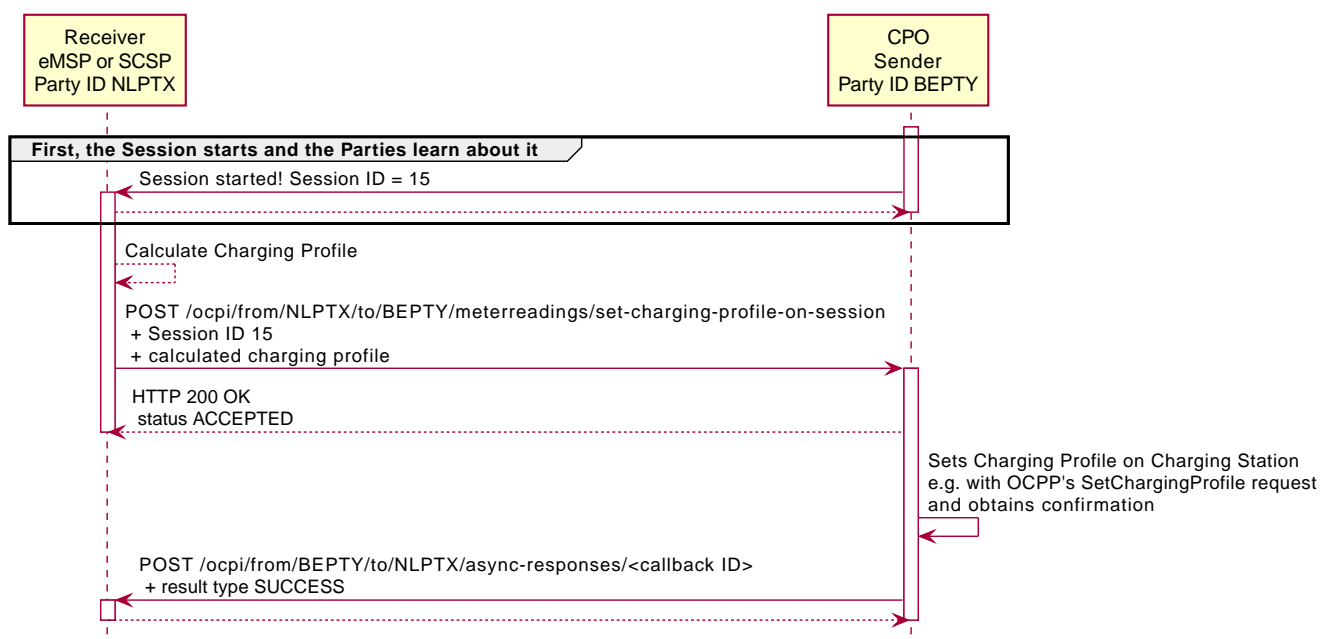 Receiver
eMSP or SCSP
Party ID NLPTX
CPO
Sender
Party ID BEPTY
First, the Session starts and the Parties learn about it
Session started! Session ID = 15
Calculate Charging Profile
POST /ocpi/from/NLPTX/to/BEPTY/meterreadings/set-charging-profile-on-session
+ Session ID 15
+ calculated charging profile
HTTP 200 OK
status ACCEPTED
Sets Charging Profile on Charging Station
e.g. with OCPP's SetChargingProfile request
and obtains confirmation
POST /ocpi/from/BEPTY/to/NLPTX/async-responses/<callback ID>
+ result type SUCCESS